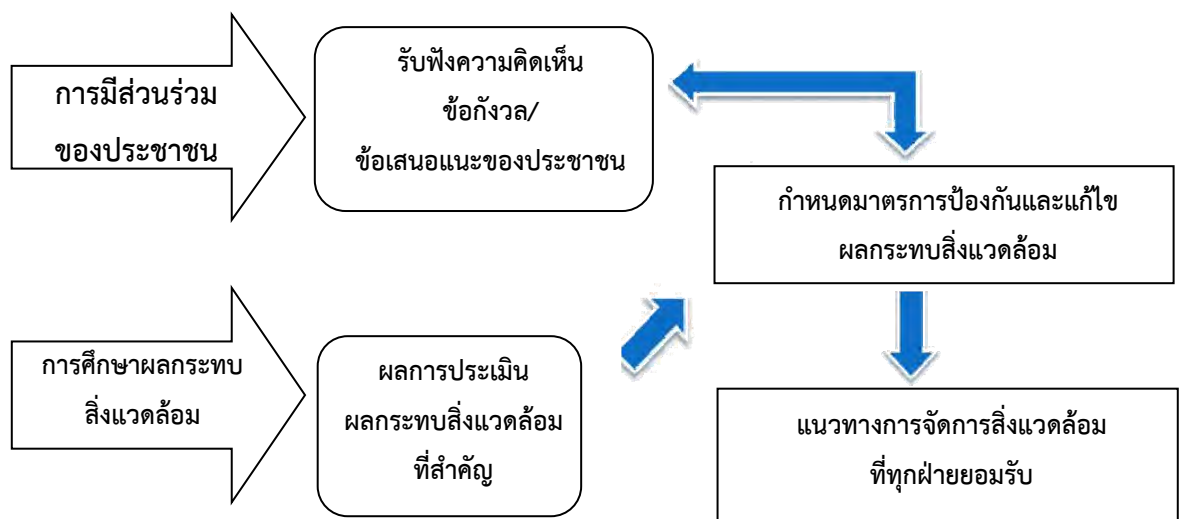 การมีส่วนร่วม
ของประชาชน
รับฟังความคิดเห็น
ข้อกังวล/
ข้อเสนอแนะของประชาชน
กำหนดมาตรการป้องกันและแก้ไข
ผลกระทบสิ่งแวดล้อม
การศึกษาผลกระทบ
สิ่งแวดล้อม
ผลการประเมิน
ผลกระทบสิ่งแวดล้อม
ที่สำคัญ
แนวทางการจัดการสิ่งแวดล้อม
ที่ทุกฝ่ายยอมรับ